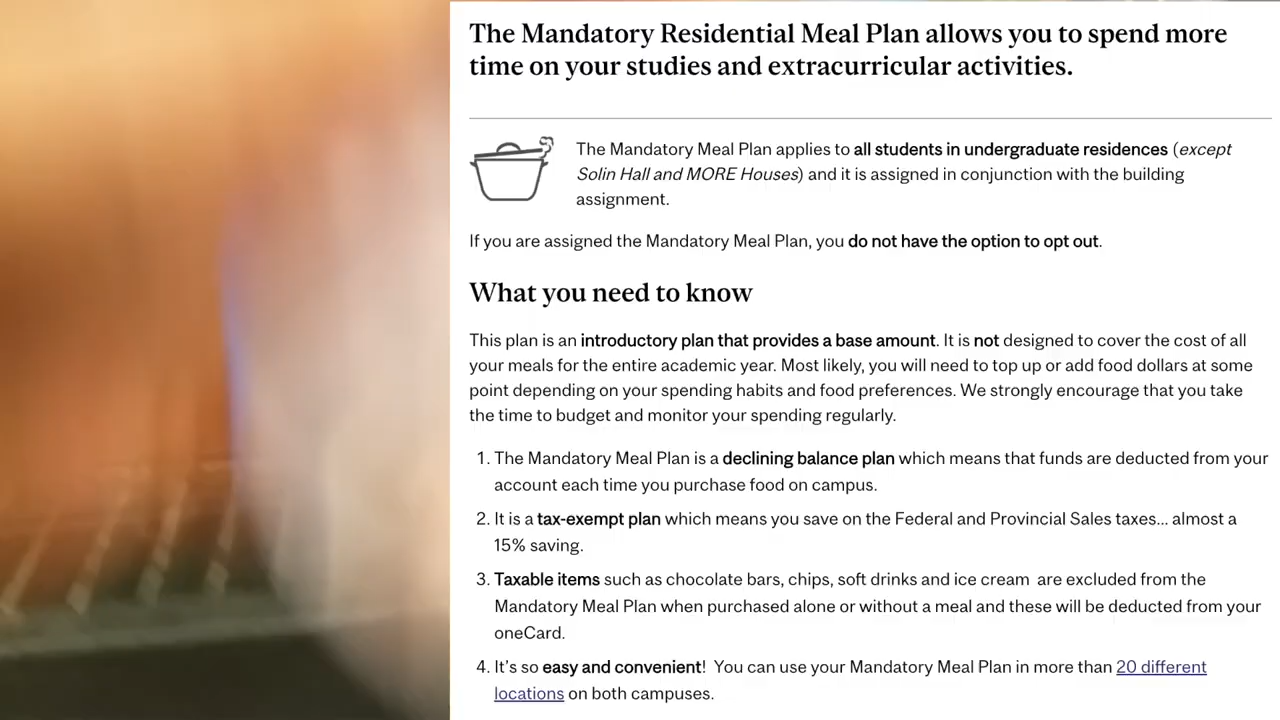 The Mandatory Residential Meal Plan allows you to spend more
time on your studies and extracurricular activities.
The Mandatory Meal Plan applies to all students in undergraduate residences (except
Solin Hall and MORE Houses) and it is assigned in conjunction with the building
assignment.
If you are assigned the Mandatory Meal Plan, you do not have the option to opt out.
What you need to know
This plan is an introductory plan that provides a base amount. It is not designed to cover the cost of all
your meals for the entire academic year. Most likely, you will need to top up or add food dollars at some
point depending on your spending habits and food preferences. We strongly encourage that you take
the time to budget and monitor your spending regularly.
1. The Mandatory Meal Plan is a declining balance plan which means that funds are deducted from your
account each time you purchase food on campus.
2. It is a tax-exempt plan which means you save on the Federal and Provincial Sales taxes... almost a
15% saving.
3. Taxable items such as chocolate bars, chips, soft drinks and ice cream are excluded from the
Mandatory Meal Plan when purchased alone or without a meal and these will be deducted from your
oneCard.
4. It's so easy and convenient! You can use your Mandatory Meal Plan in more than 20 different
locations on both campuses.